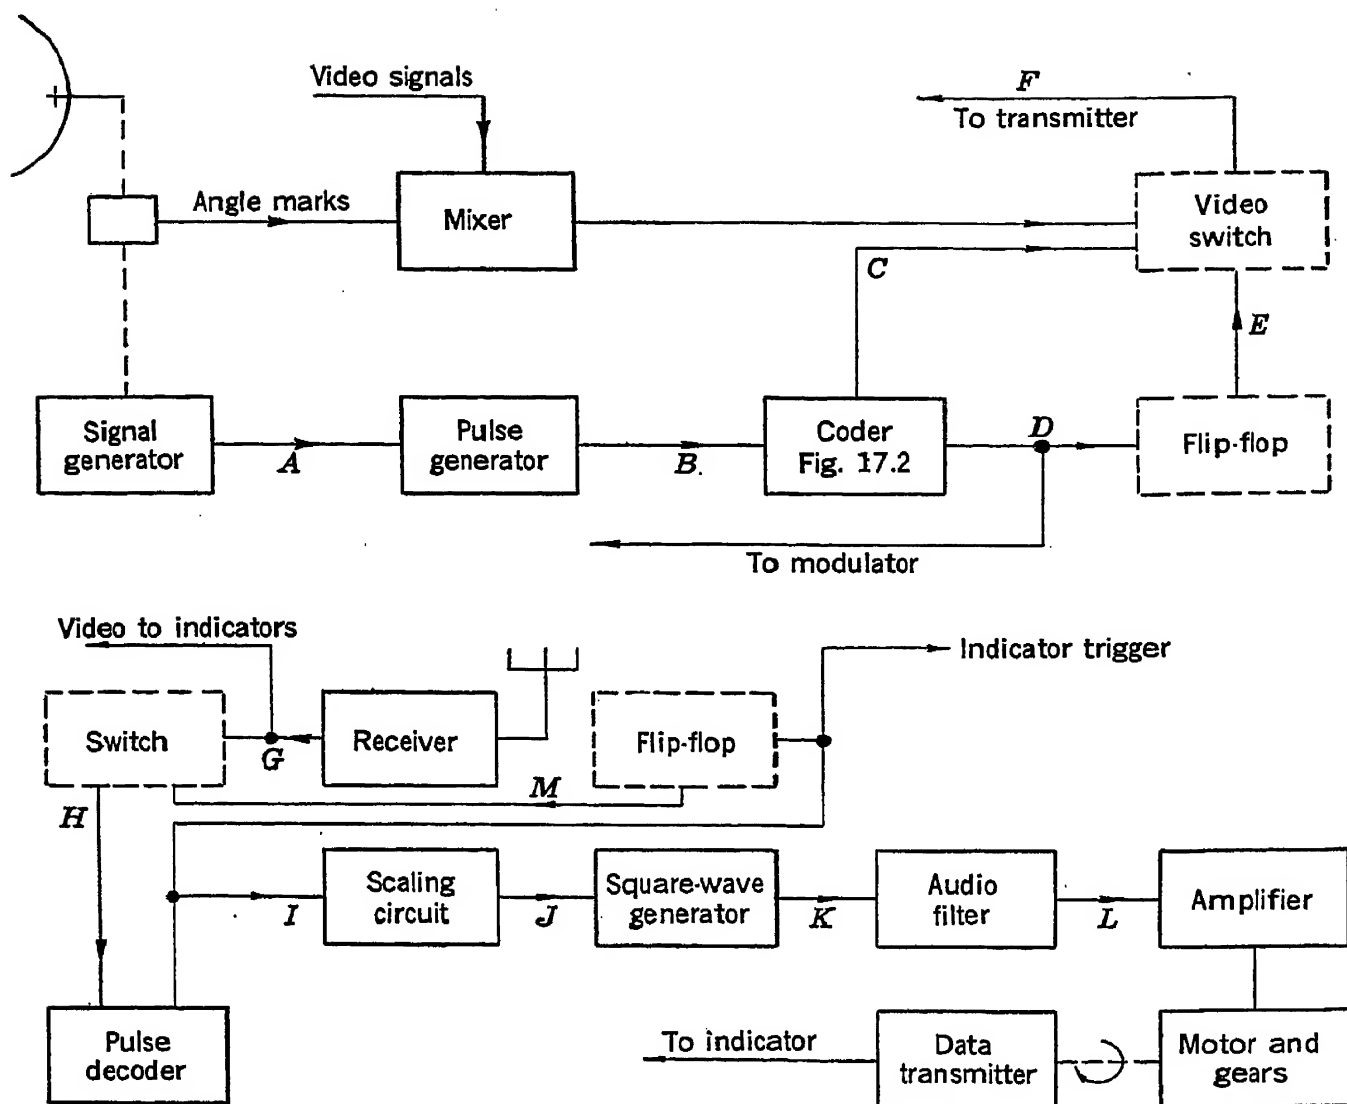 Video signals
F
To transmitter
Angle marks
Mixer
Video
switch
C
E
Signal
generator
A
Pulse
generator
B.
Coder
Fig. 17.2
D
Flip-flop
To modulator
Video to indicators
Indicator trigger
Switch
G
Receiver
Flip-flop
M
H
I
Scaling
circuit
J
Square-wave
generator
K
Audio
filter
L
Amplifier
Pulse
decoder
To indicator
Data
transmitter
Motor and
gears